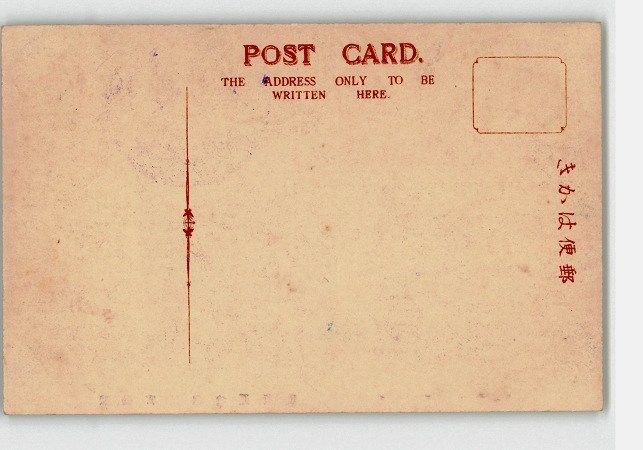 POST CARD.
THE ADDRESS ONLY TO BE
WRITTEN HERE.
きかは便郵